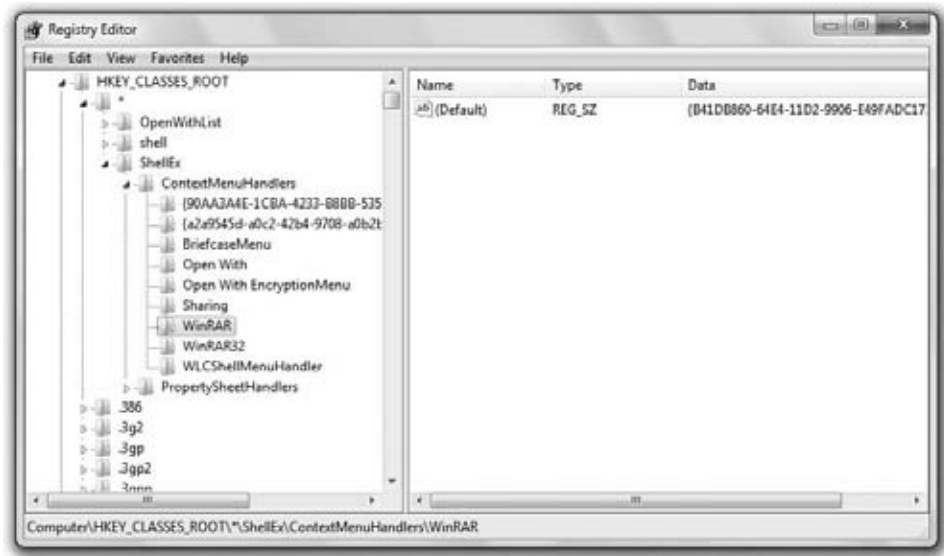 Registry Editor
File Edit View Favorites Help
HKEY_CLASSES_ROOT
*
OpenWithList
shell
ShellEx
ContextMenuHandlers
{90AA3A4E-1CBA-4233-B8BB-535
{a2a9545d-a0c2-42b4-9708-a0b2b
BriefcaseMenu
Open With
Open With EncryptionMenu
Sharing
WinRAR
WinRAR32
WLCShellMenuHandler
PropertySheetHandlers
.386
.3g2
.3gp
.3gp2
Name Type Data
ab (Default) REG_SZ {B41DB860-64E4-11D2-9906-E49FADC17
Computer\HKEY_CLASSES_ROOT\*\ShellEx\ContextMenuHandlers\WinRAR